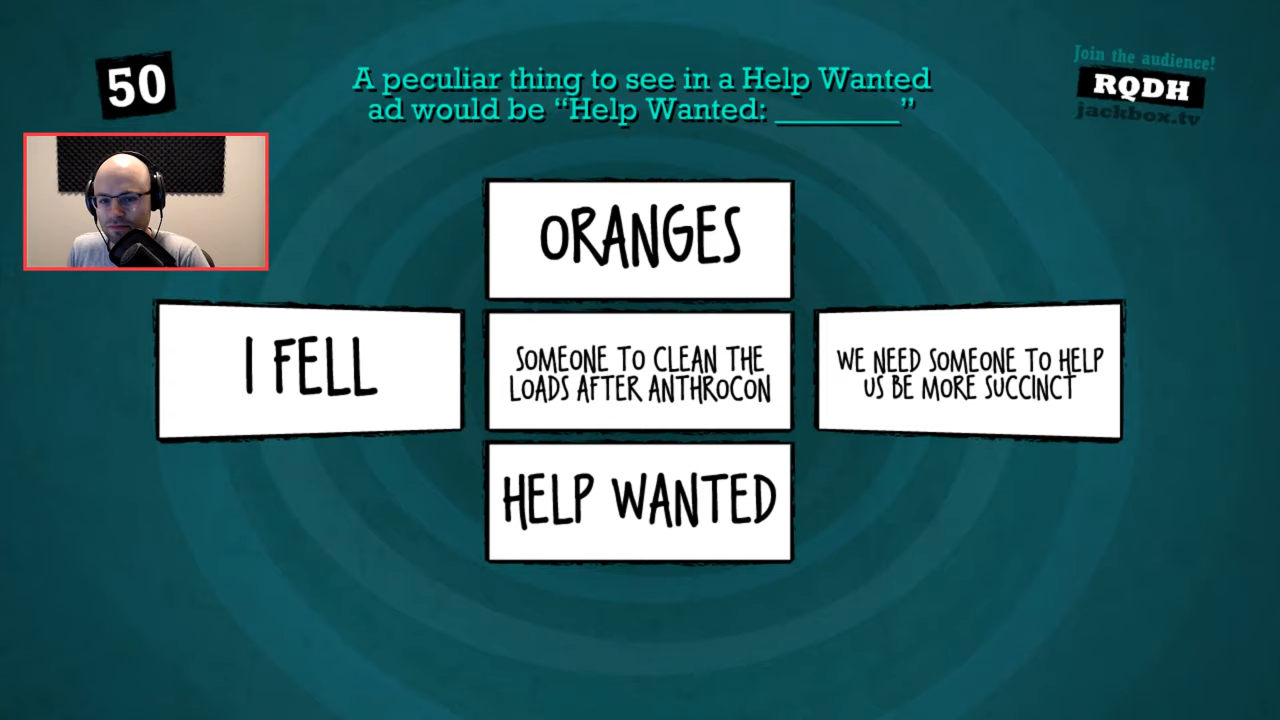 50
A peculiar thing to see in a Help Wanted
ad would be “Help Wanted: _________”
Join the audience!
RQDH
jackbox.tv
ORANGES
I FELL
SOMEONE TO CLEAN THE
LOADS AFTER ANTHROCON
WE NEED SOMEONE TO HELP
US BE MORE SUCCINCT
HELP WANTED